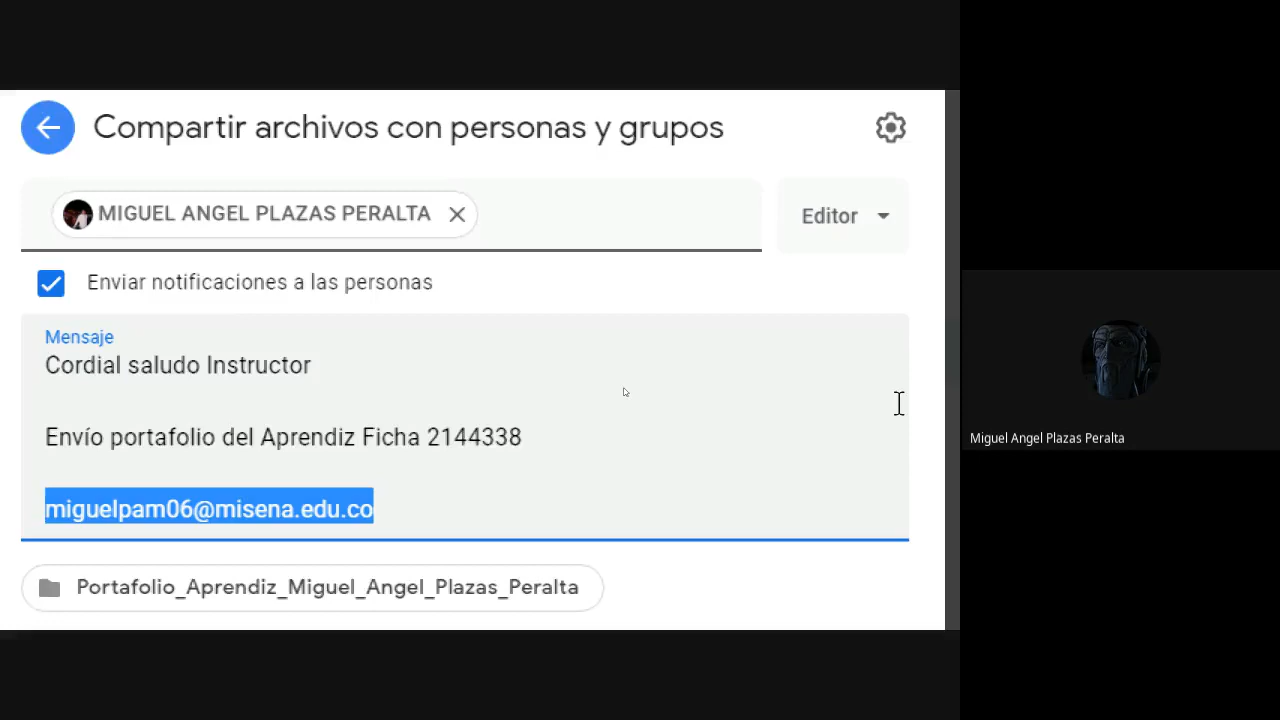 Compartir archivos con personas y grupos
MIGUEL ANGEL PLAZAS PERALTA
Editor
Enviar notificaciones a las personas
Mensaje
Cordial saludo Instructor
Envío portafolio del Aprendiz Ficha 2144338
miguelpam06@misena.edu.co
Portafolio_Aprendiz_Miguel_Angel_Plazas_Peralta
Miguel Angel Plazas Peralta